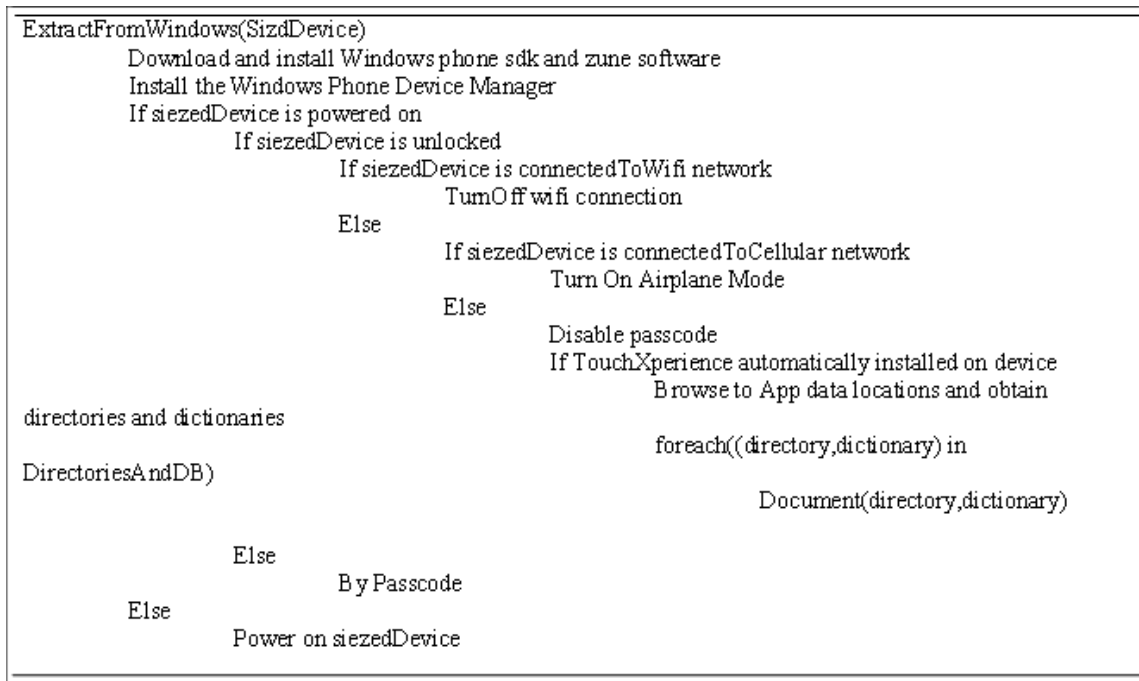 ExtractFromWindows(SizdDevice)
Download and install Windows phone sdk and zune software
Install the Windows Phone Device Manager
If siezedDevice is powered on
If siezedDevice is unlocked
If siezedDevice is connectedToWifi network
TurnOff wifi connection
Else
If siezedDevice is connectedToCellular network
Turn On Airplane Mode
Else
Disable passcode
If TouchXperience automatically installed on device
Browse to App data locations and obtain
directories and dictionaries
foreach((directory,dictionary) in
DirectoriesAndDB)
Document(directory,dictionary)
Else
By Passcode
Else
Power on siezedDevice